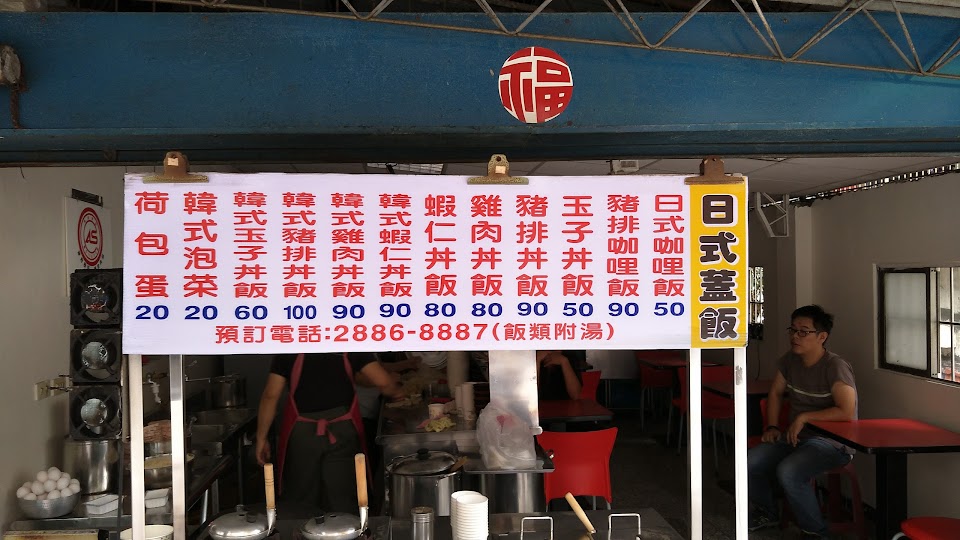 福
日式蓋飯
日式咖哩飯 50
豬排咖哩飯 90
玉子丼飯 50
豬排丼飯 90
雞肉丼飯 80
蝦仁丼飯 80
韓式蝦仁丼飯 90
韓式雞肉丼飯 90
韓式豬排丼飯 100
韓式玉子丼飯 60
韓式泡菜 20
荷包蛋 20
預訂電話:2886-8887(飯類附湯)
AS